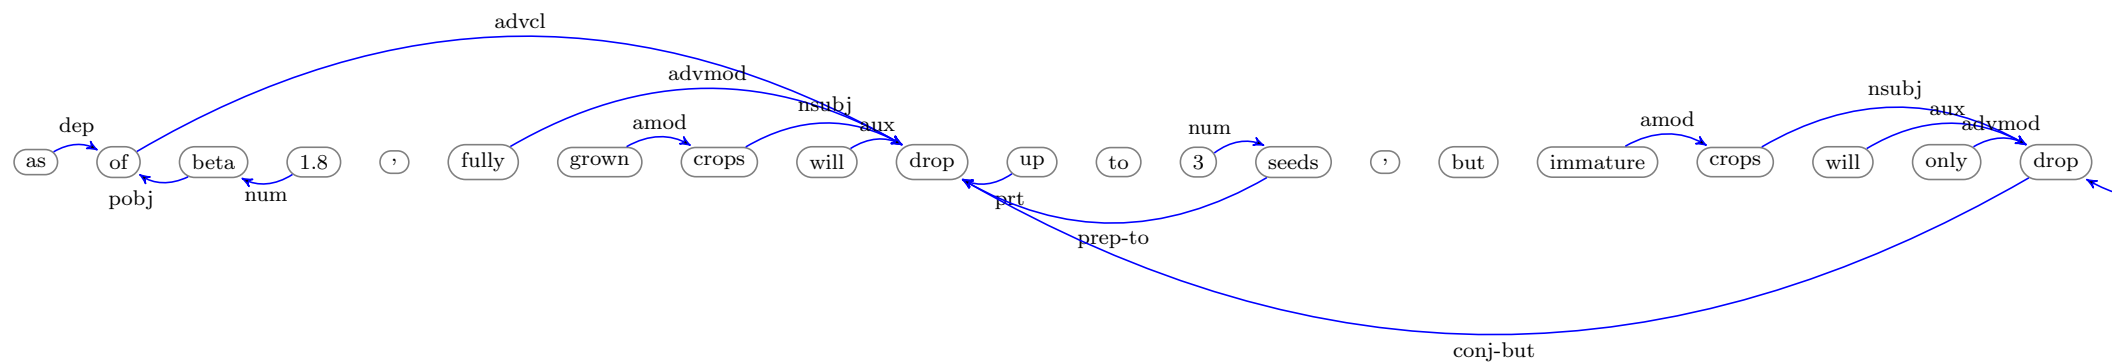 advcl
advmod
nsubj
nsubj
aux
dep
amod
aux
num
amod
advmod
as of beta 1.8 , fully grown crops will drop up to 3 seeds , but immature crops will only drop
pobj
num
prt
prep-to
conj-but